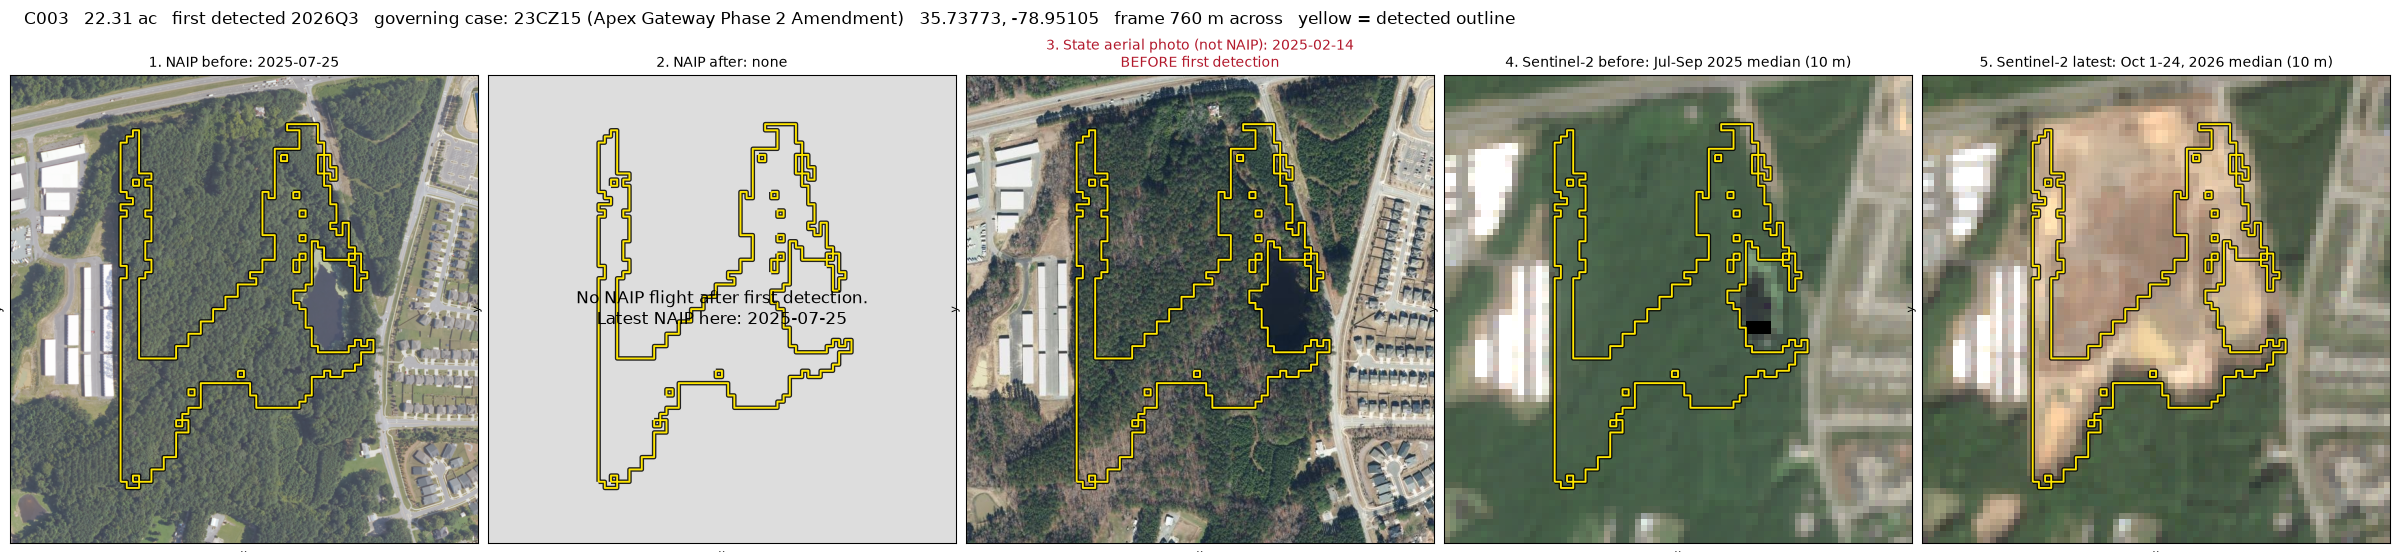 C003   22.31 ac   first detected 2026Q3   governing case: 23CZ15 (Apex Gateway Phase 2 Amendment)   35.73773, -78.95105   frame 760 m across   yellow = detected outline
1. NAIP before: 2025-07-25
2. NAIP after: none
3. State aerial photo (not NAIP): 2025-02-14
BEFORE first detection
4. Sentinel-2 before: Jul-Sep 2025 median (10 m)
5. Sentinel-2 latest: Oct 1-24, 2026 median (10 m)
No NAIP flight after first detection.
Latest NAIP here: 2025-07-25